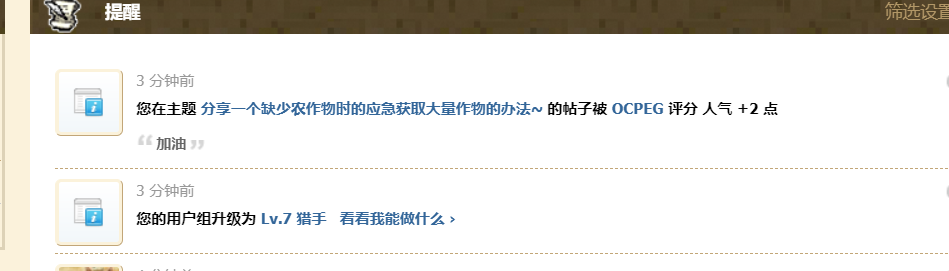 提醒
筛选设置
3 分钟前
您在主题 分享一个缺少农作物时的应急获取大量作物的办法~ 的帖子被 OCPEG 评分 人气 +2 点
“ 加油 ”
3 分钟前
您的用户组升级为 Lv.7 猎手 看看我能做什么 ›